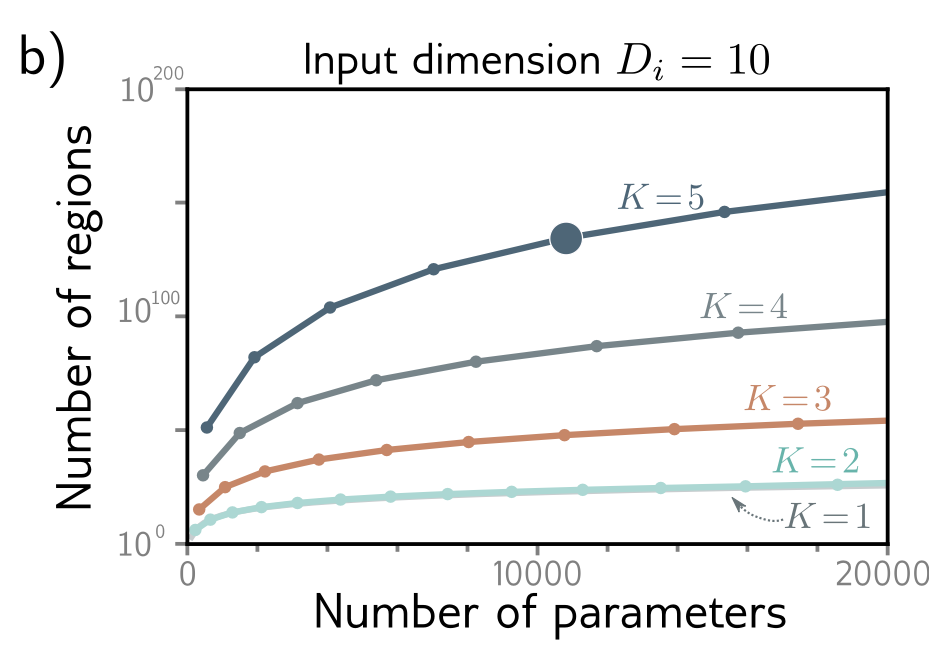 b)
Input dimension $D_i = 10$
10^200
K=5
10^100
K=4
K=3
K=2
K=1
10^0
0
10000
20000
Number of regions
Number of parameters